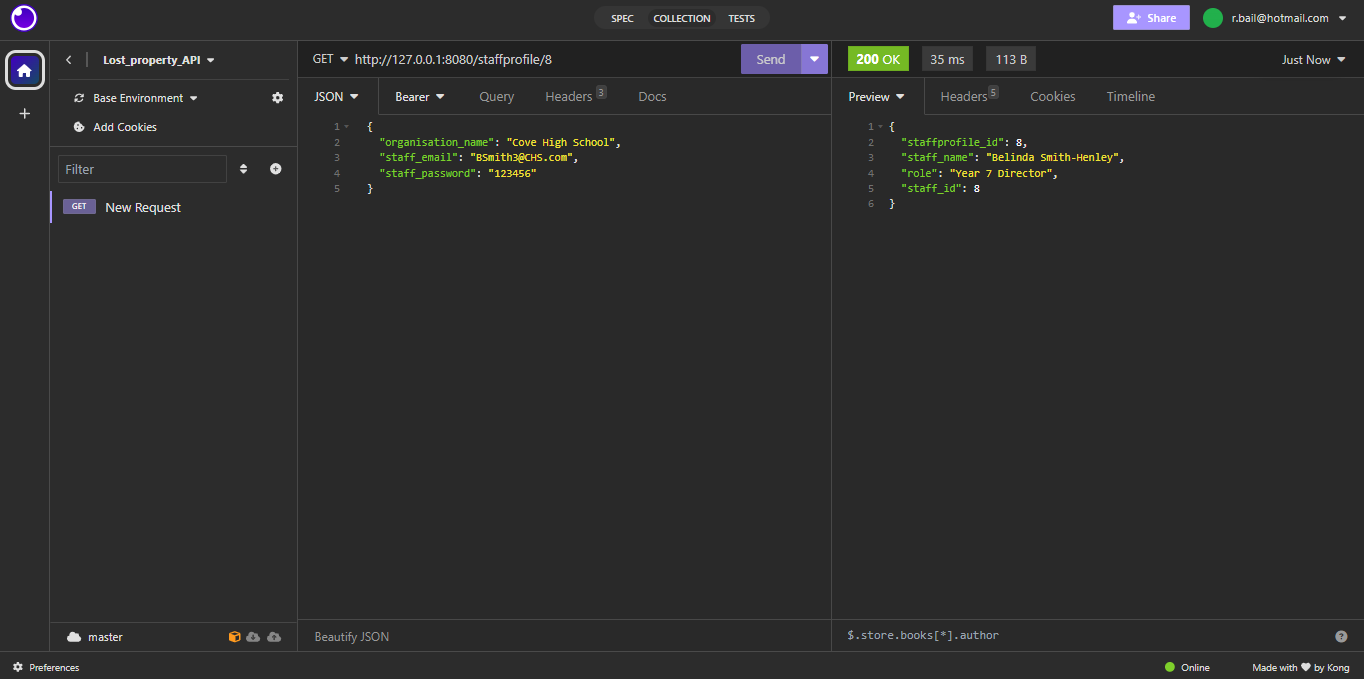 SPEC COLLECTION TESTS
Share
r.bail@hotmail.com
Lost_property_API
Base Environment
Add Cookies
Filter
GET New Request
master
GET http://127.0.0.1:8080/staffprofile/8
Send
JSON Bearer Query Headers 3 Docs
1 {
2 "organisation_name": "Cove High School",
3 "staff_email": "BSmith3@CHS.com",
4 "staff_password": "123456"
5 }
Beautify JSON
200 OK 35 ms 113 B Just Now
Preview Headers 5 Cookies Timeline
1 {
2 "staffprofile_id": 8,
3 "staff_name": "Belinda Smith-Henley",
4 "role": "Year 7 Director",
5 "staff_id": 8
6 }
$.store.books[*].author
?
Preferences
Online
Made with ♥ by Kong